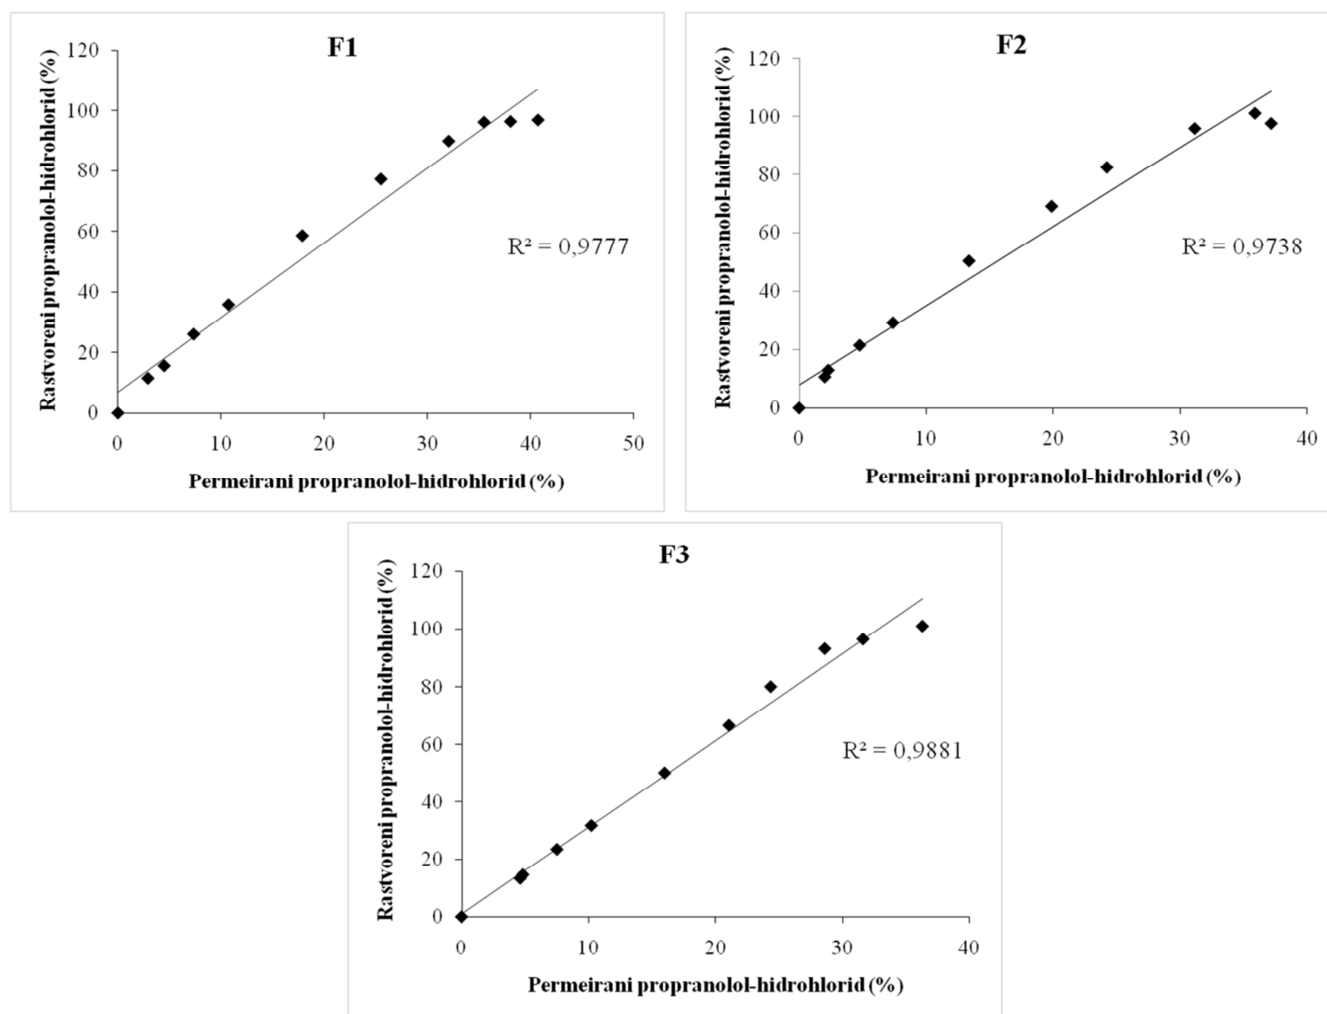 F1
Rastvoreni propranolol-hidrohlorid (%)
120
100
80
60
40
20
0
R² = 0,9777
0 10 20 30 40 50
Permeirani propranolol-hidrohlorid (%)
F2
Rastvoreni propranolol-hidrohlorid (%)
120
100
80
60
40
20
0
R² = 0,9738
0 10 20 30 40
Permeirani propranolol-hidrohlorid (%)
F3
Rastvoreni propranolol-hidrohlorid (%)
120
100
80
60
40
20
0
R² = 0,9881
0 10 20 30 40
Permeirani propranolol-hidrohlorid (%)